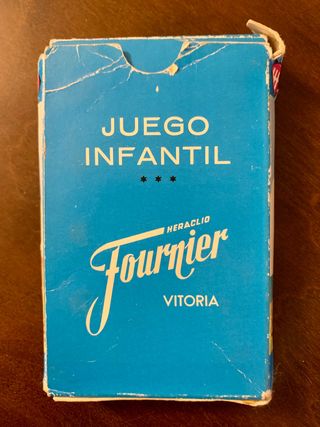 JUEGO
INFANTIL
***
HERACLIO
Fournier
VITORIA